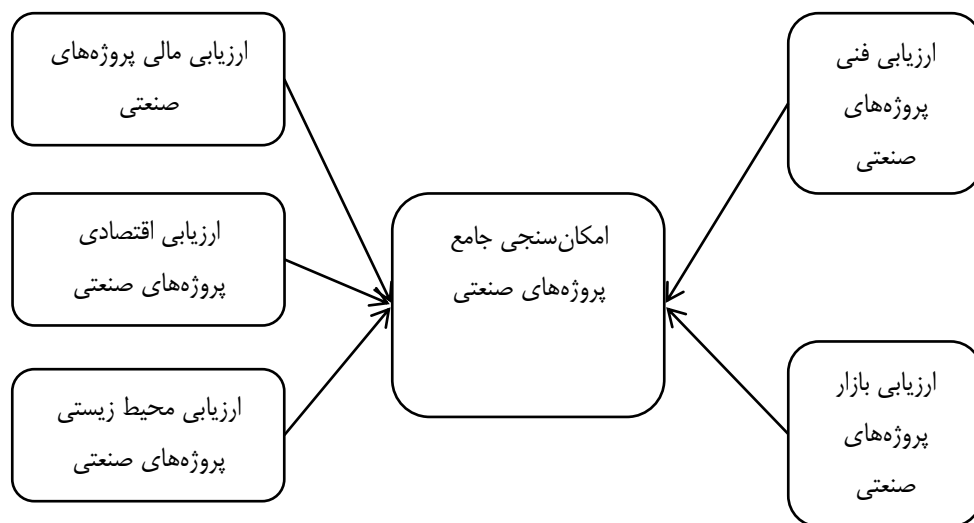 ارزیابی فنی
پروژه‌های
صنعتی
ارزیابی مالی پروژه‌های
صنعتی
امکان‌سنجی جامع
پروژه‌های صنعتی
ارزیابی اقتصادی
پروژه‌های صنعتی
ارزیابی بازار
پروژه‌های
صنعتی
ارزیابی محیط زیستی
پروژه‌های صنعتی